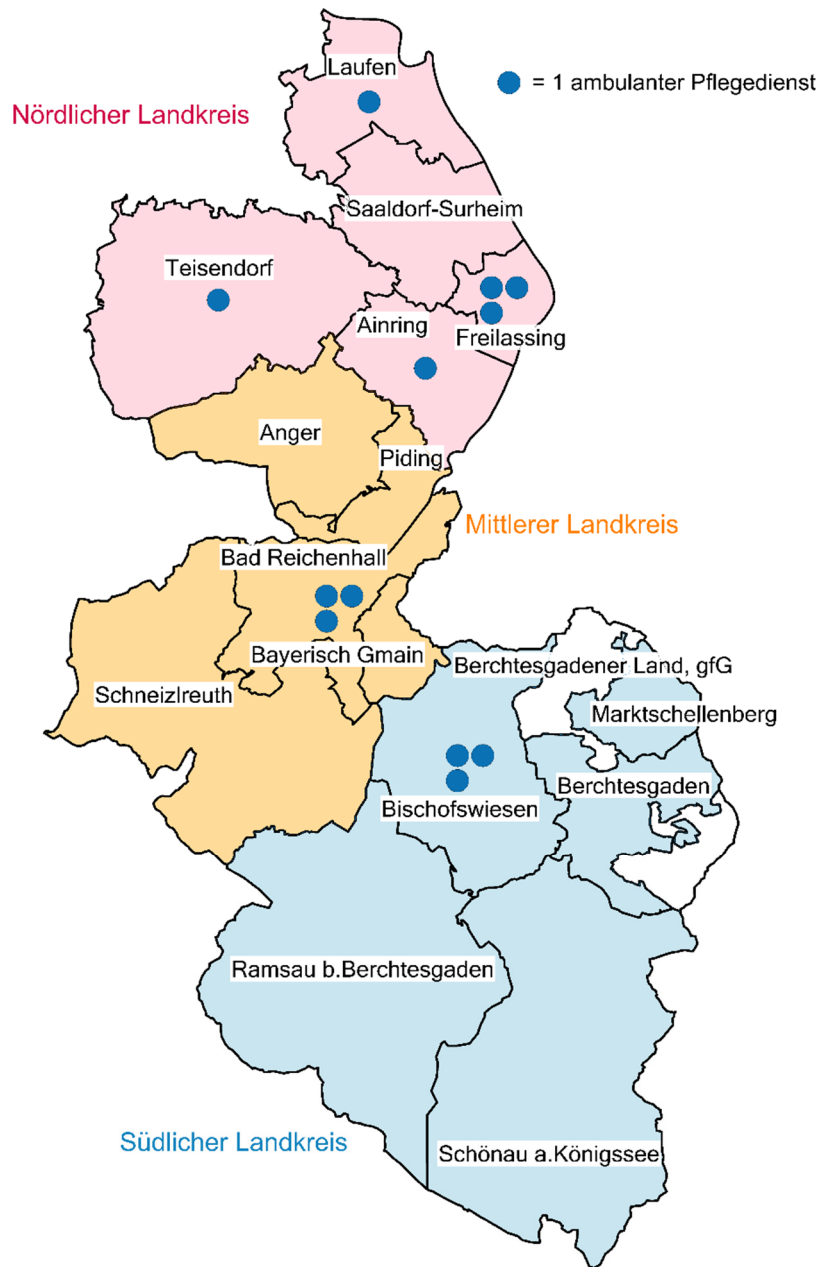 Laufen
= 1 ambulanter Pflegedienst
Nördlicher Landkreis
Saaldorf-Surheim
Teisendorf
Ainring
Freilassing
Anger
Piding
Mittlerer Landkreis
Bad Reichenhall
Bayerisch Gmain
Berchtesgadener Land, gfG
Schneizlreuth
Marktschellenberg
Berchtesgaden
Bischofswiesen
Ramsau b.Berchtesgaden
Südlicher Landkreis
Schönau a.Königssee